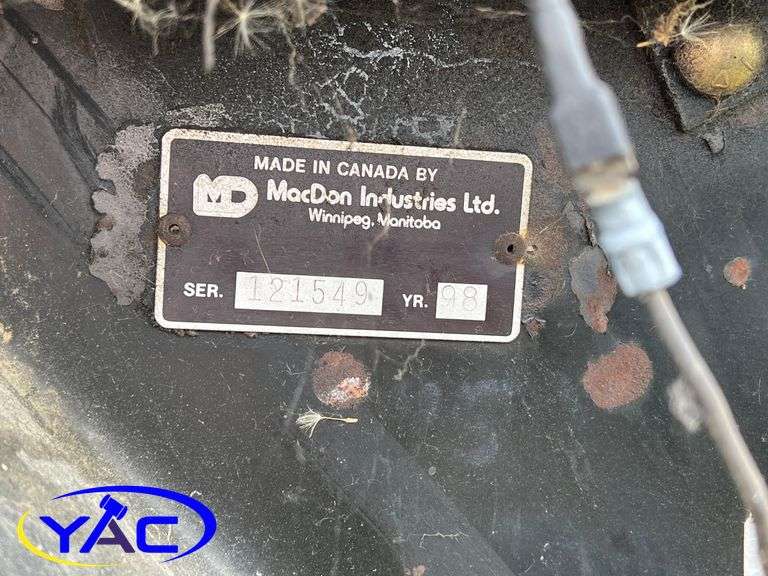 MADE IN CANADA BY
MD MacDon Industries Ltd.
Winnipeg, Manitoba
SER. 121549 YR. 98
YAC